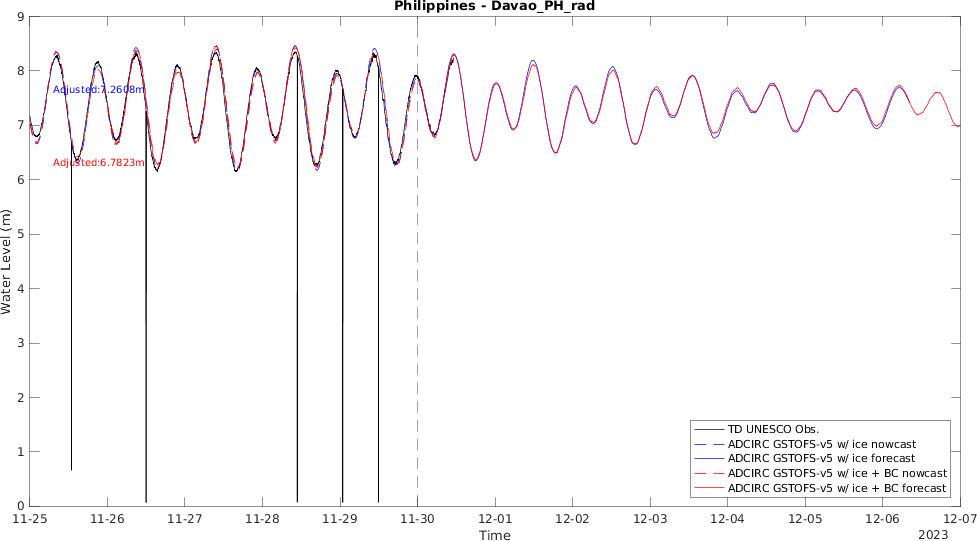 Philippines - Davao_PH_rad
9
8
7
6
5
4
3
2
1
0
Water Level (m)
Adjusted:7.2608m
Adjusted:6.7823m
TD UNESCO Obs.
ADCIRC GSTOFS-v5 w/ ice nowcast
ADCIRC GSTOFS-v5 w/ ice forecast
ADCIRC GSTOFS-v5 w/ ice + BC nowcast
ADCIRC GSTOFS-v5 w/ ice + BC forecast
11-25 11-26 11-27 11-28 11-29 11-30 12-01 12-02 12-03 12-04 12-05 12-06 12-07
Time
2023